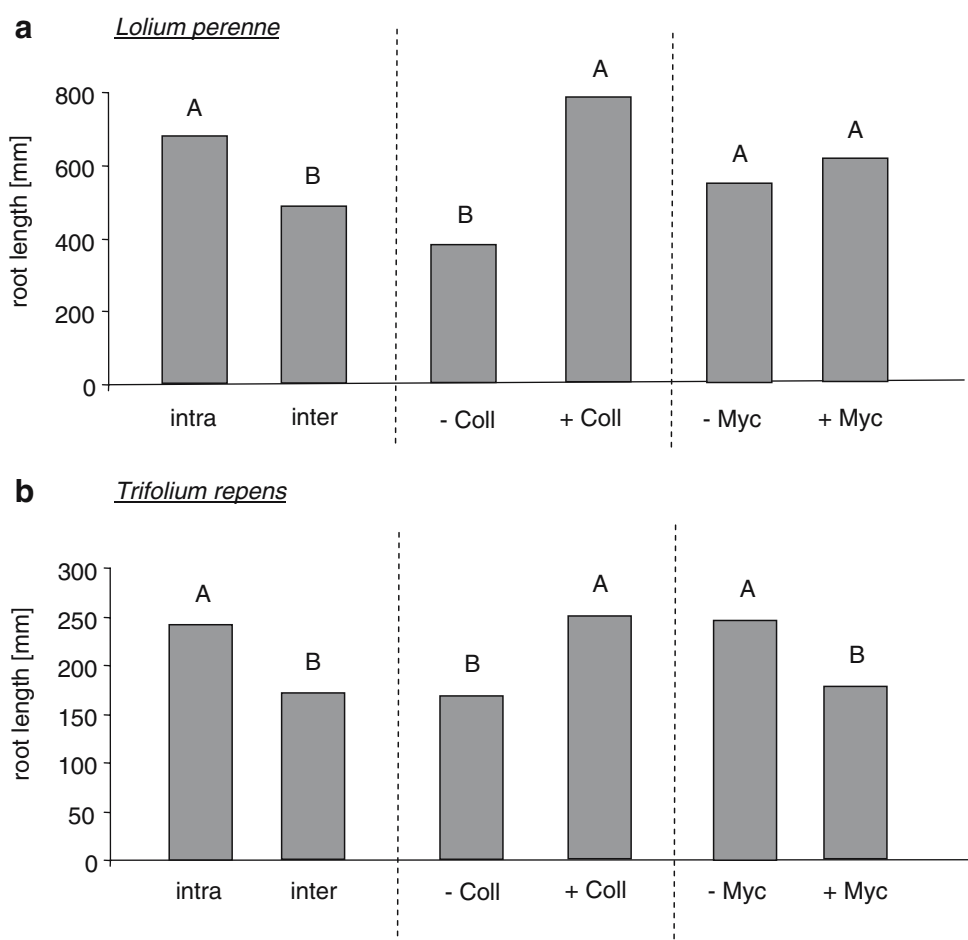 a Lolium perenne
A
A
A
A
B
B
800
600
400
200
0
root length [mm]
intra inter - Coll + Coll - Myc + Myc
b Trifolium repens
A
A
A
B
B
B
300
250
200
150
100
50
0
root length [mm]
intra inter - Coll + Coll - Myc + Myc